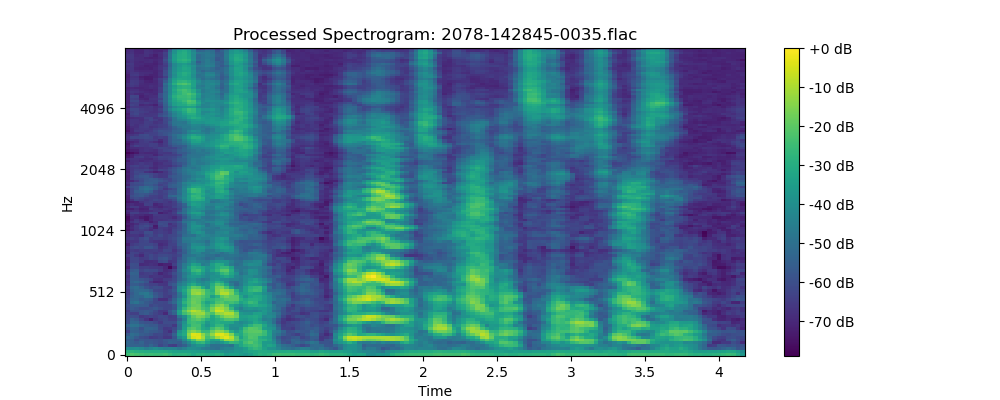 Processed Spectrogram: 2078-142845-0035.flac
Hz
4096
2048
1024
512
0
0
0.5
1
1.5
2
2.5
3
3.5
4
Time
+0 dB
-10 dB
-20 dB
-30 dB
-40 dB
-50 dB
-60 dB
-70 dB